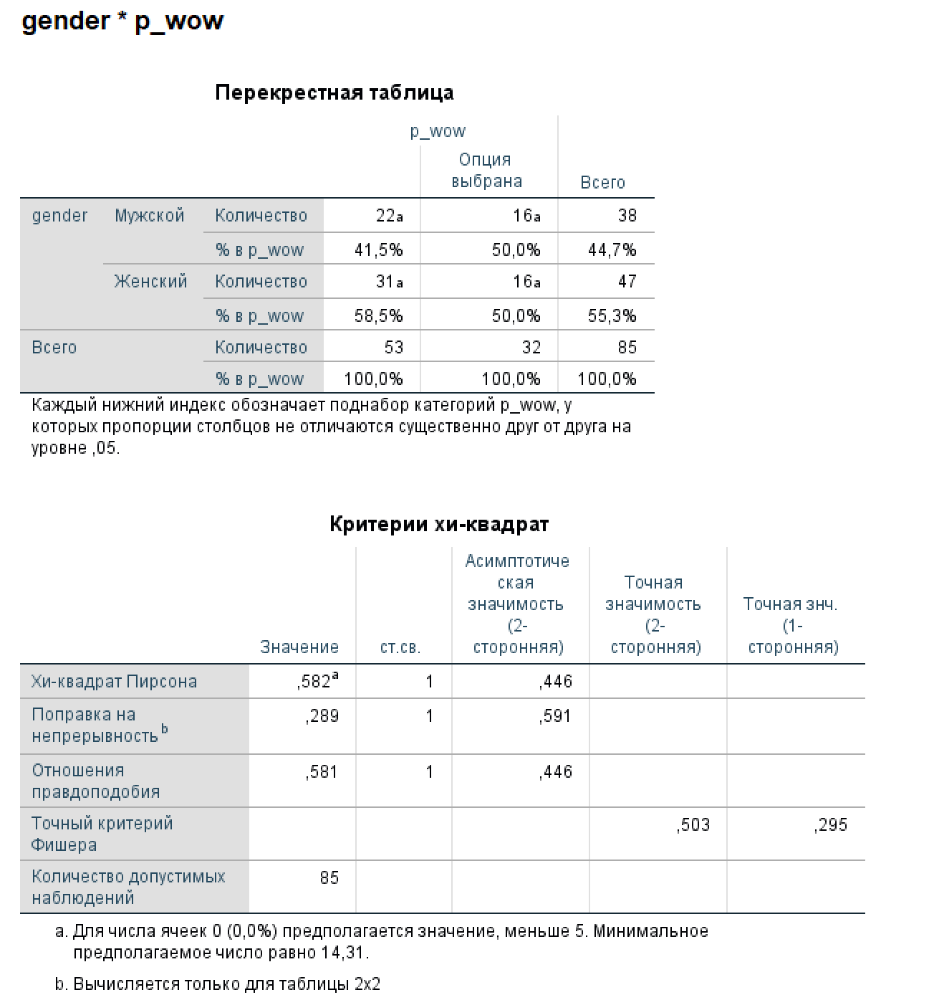 gender * p_wow
Перекрестная таблица
p_wow
Опция
выбрана
Всего
gender Мужской Количество 22a 16a 38
% в p_wow 41,5% 50,0% 44,7%
Женский Количество 31a 16a 47
% в p_wow 58,5% 50,0% 55,3%
Всего Количество 53 32 85
% в p_wow 100,0% 100,0% 100,0%
Каждый нижний индекс обозначает поднабор категорий p_wow, у
которых пропорции столбцов не отличаются существенно друг от друга на
уровне ,05.
Критерии хи-квадрат
Значение
ст.св.
Асимптотиче
ская
значимость
(2-
сторонняя)
Точная
значимость
(2-
сторонняя)
Точная знч.
(1-
сторонняя)
Хи-квадрат Пирсона ,582a 1 ,446
Поправка на
непрерывность b ,289 1 ,591
Отношения
правдоподобия ,581 1 ,446
Точный критерий
Фишера ,503 ,295
Количество допустимых
наблюдений 85
a. Для числа ячеек 0 (0,0%) предполагается значение, меньше 5. Минимальное
предполагаемое число равно 14,31.
b. Вычисляется только для таблицы 2x2